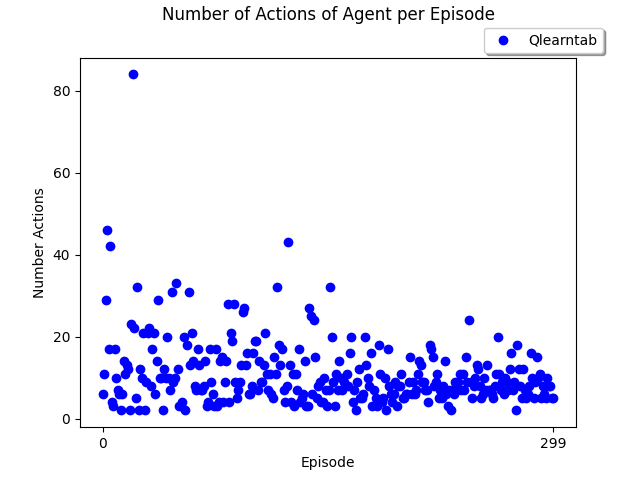 Number of Actions of Agent per Episode
Qlearntab
80
60
40
20
0
Number Actions
0
299
Episode